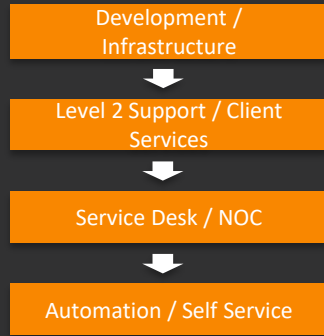 Development /
Infrastructure
Level 2 Support / Client
Services
Service Desk / NOC
Automation / Self Service